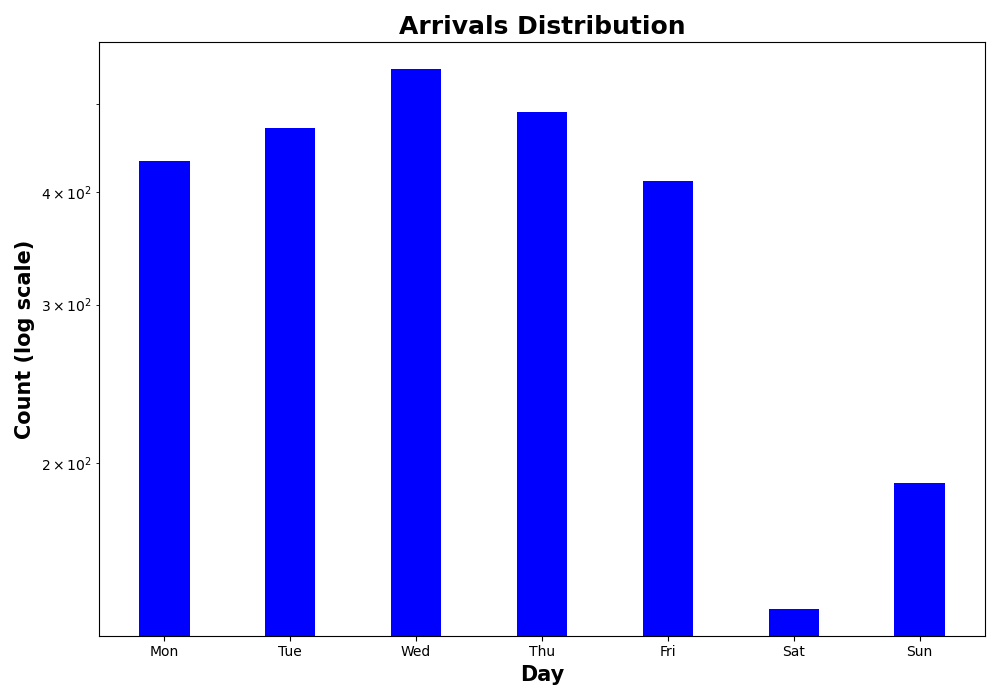 Arrivals Distribution
Count (log scale)
4 × 10²
3 × 10²
2 × 10²
Mon Tue Wed Thu Fri Sat Sun
Day